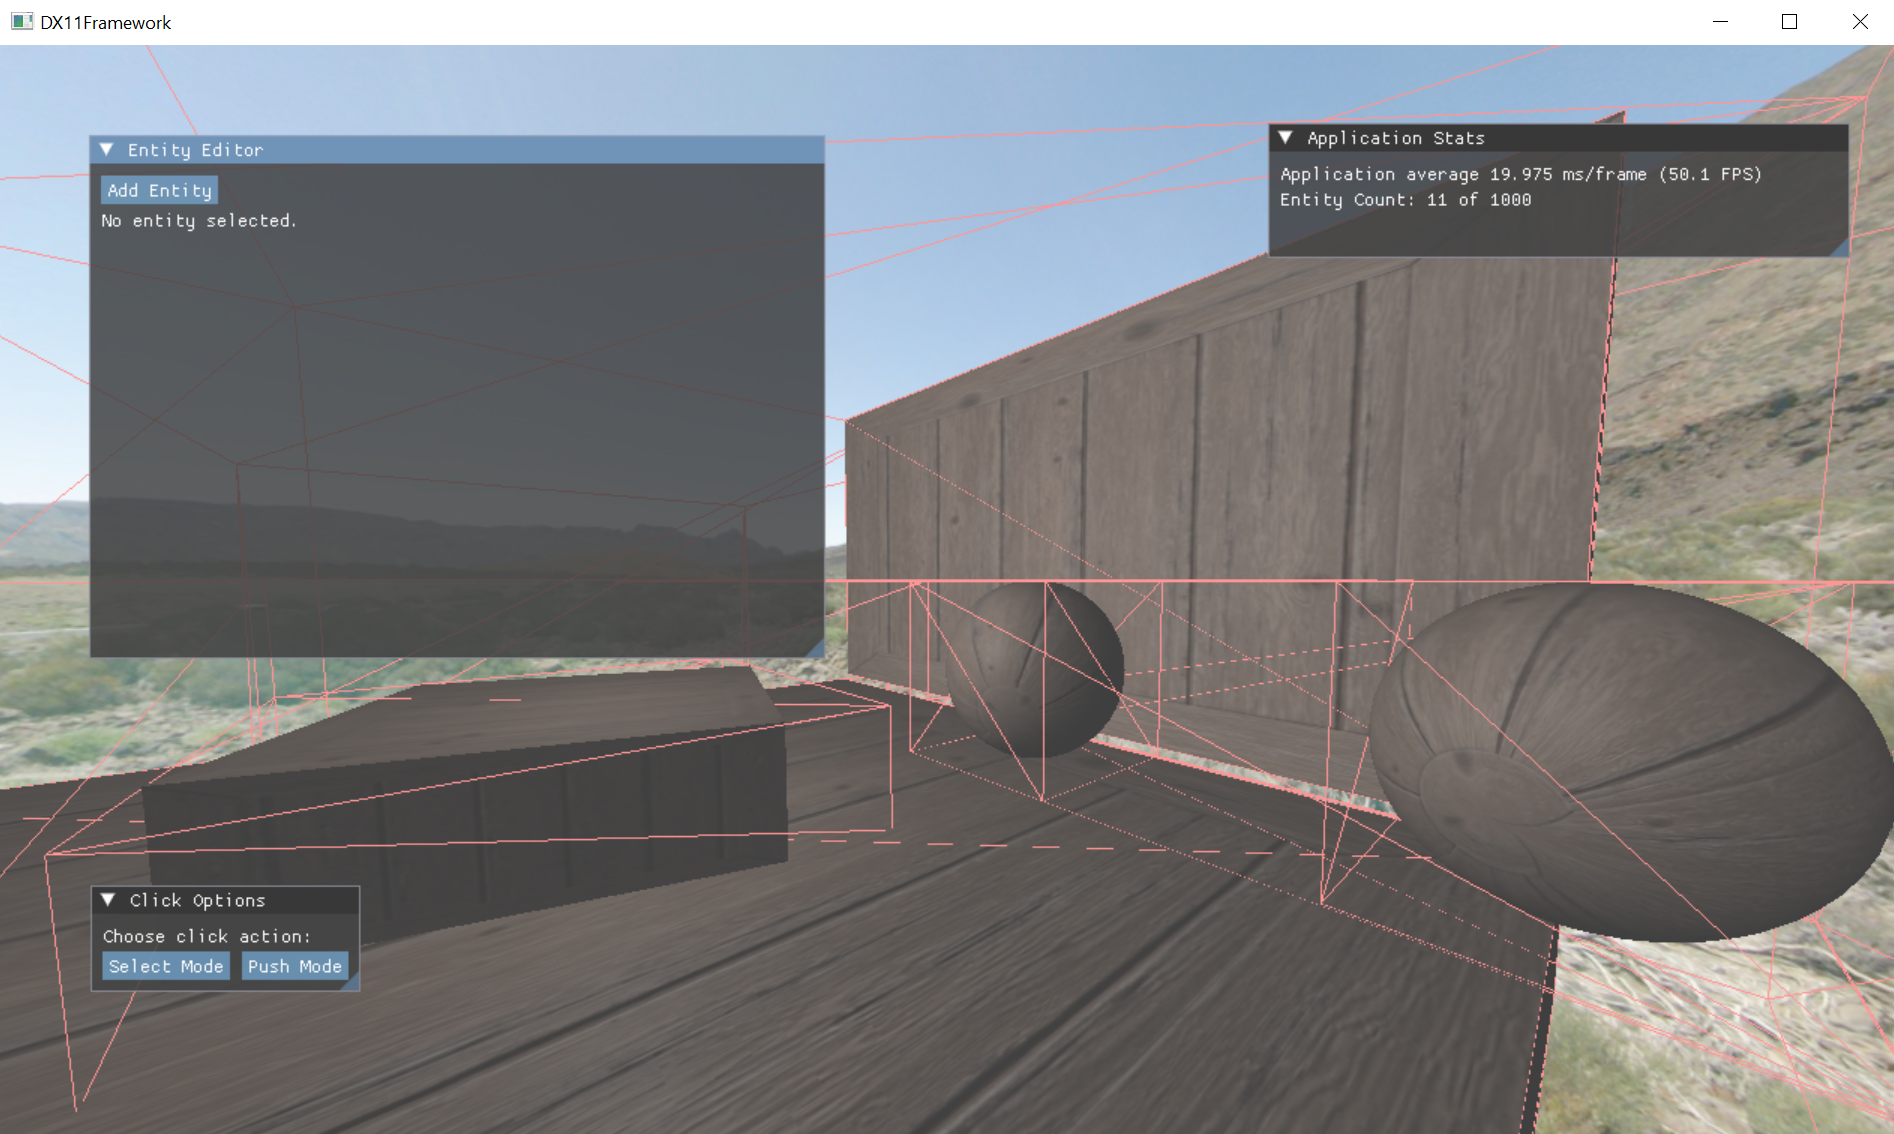 DX11Framework
Entity Editor
Add Entity
No entity selected.
Application Stats
Application average 19.975 ms/frame (50.1 FPS)
Entity Count: 11 of 1000
Click Options
Choose click action:
Select Mode Push Mode